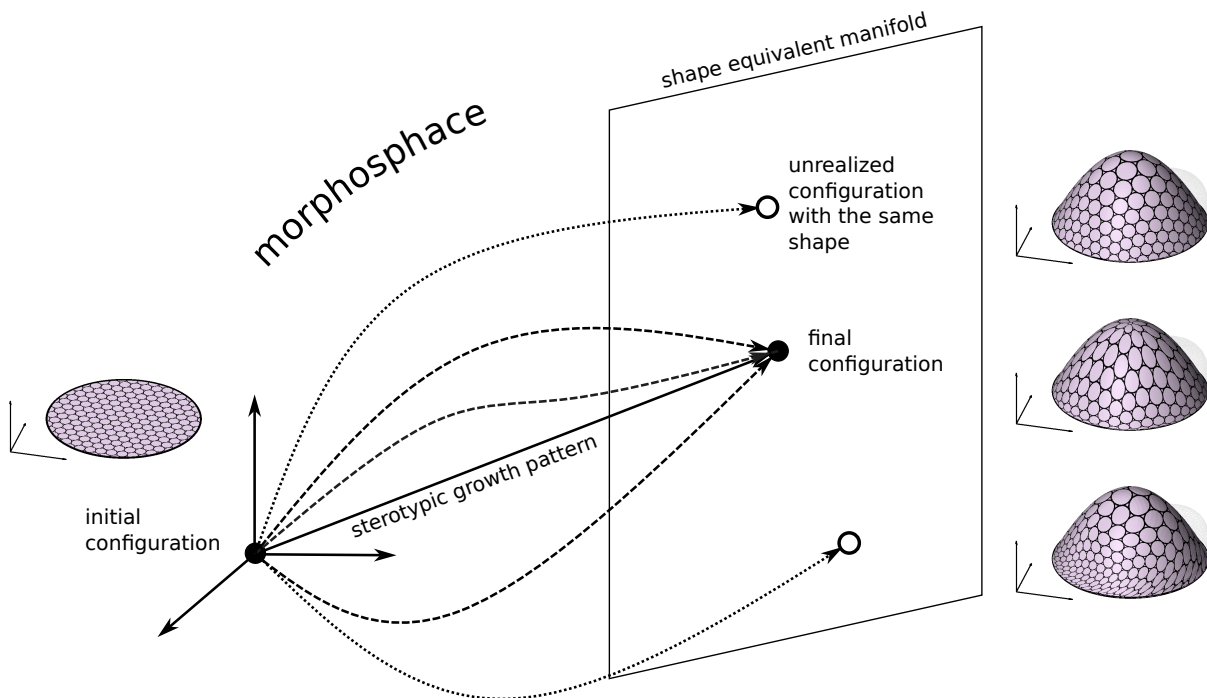 shape equivalent manifold
morphosphace
unrealized
configuration
with the same
shape
final
configuration
sterotypic growth pattern
initial
configuration